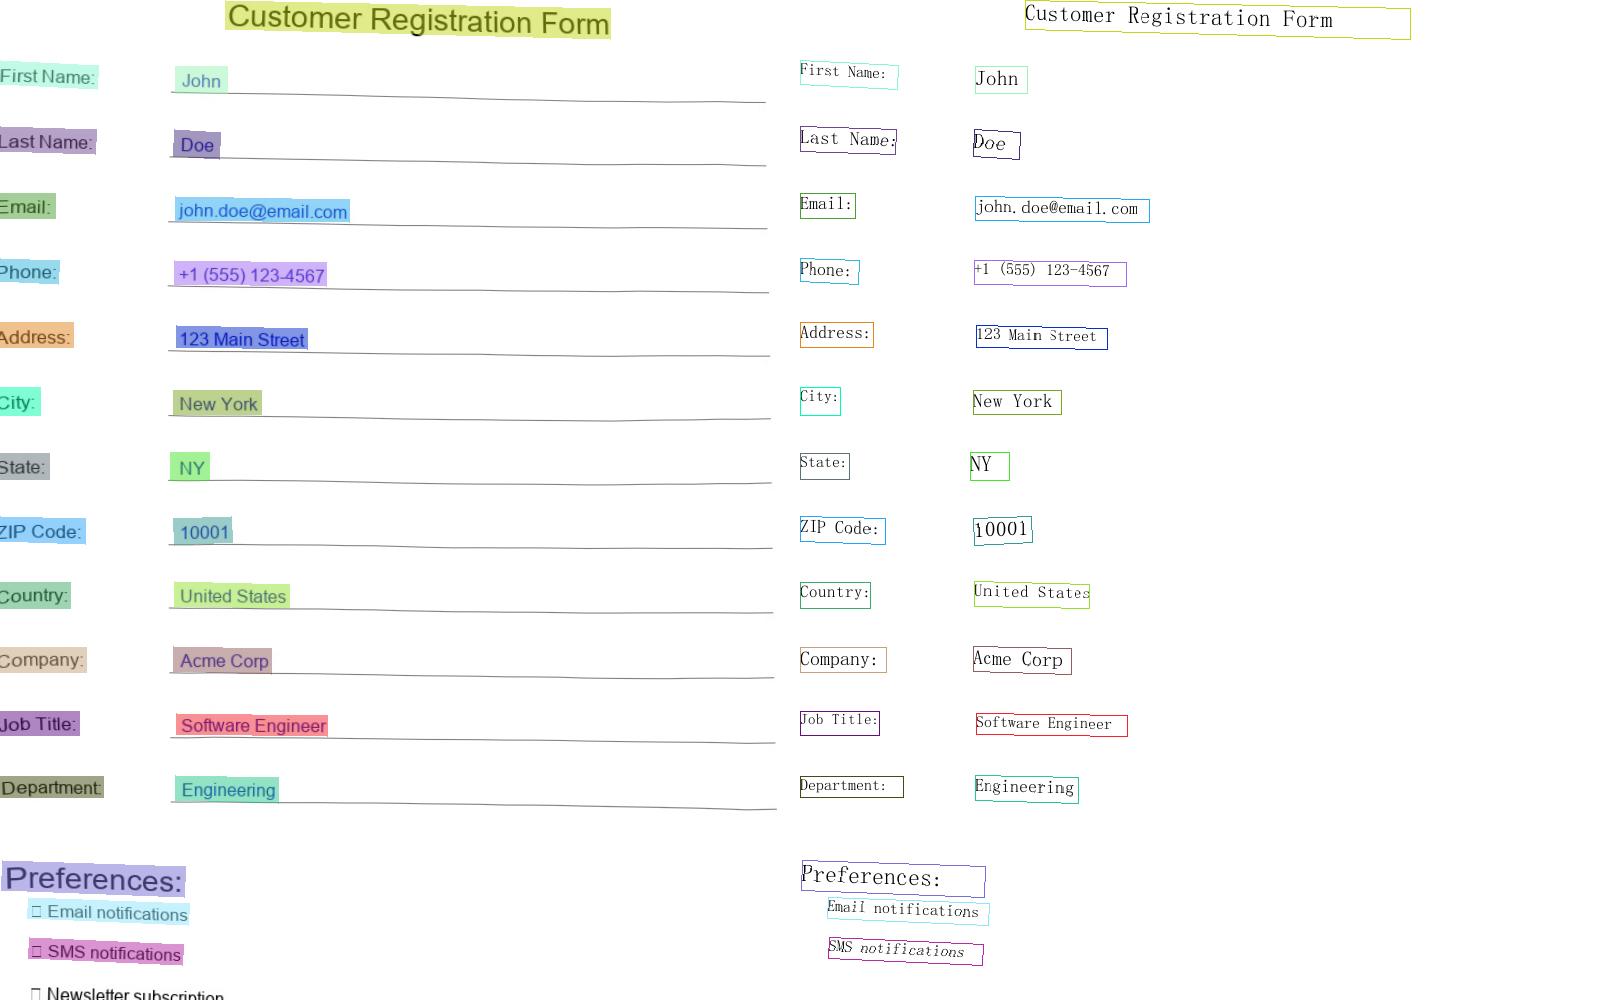 Customer Registration Form Customer Registration Form
First Name: John First Name: John
Last Name: Doe Last Name: Doe
Email: john.doe@email.com Email: john.doe@email.com
Phone: +1 (555) 123-4567 Phone: +1 (555) 123-4567
Address: 123 Main Street Address: 123 Main Street
City: New York City: New York
State: NY State: NY
ZIP Code: 10001 ZIP Code: 10001
Country: United States Country: United States
Company: Acme Corp Company: Acme Corp
Job Title: Software Engineer Job Title: Software Engineer
Department: Engineering Department: Engineering
Preferences: Preferences:
□ Email notifications Email notifications
□ SMS notifications SMS notifications
□ Newsletter subscription